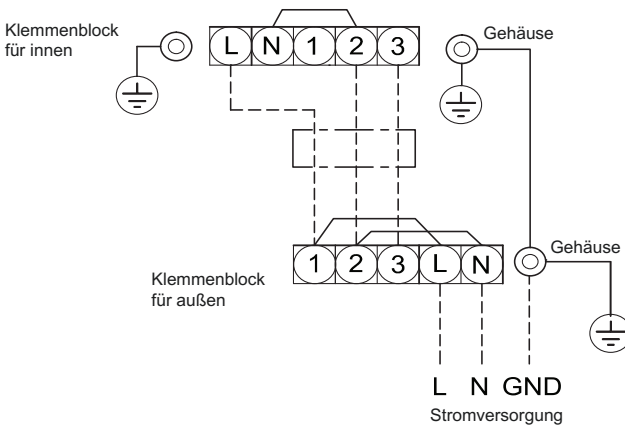 Klemmenblock
für innen
L N 1 2 3
Gehäuse
Klemmenblock
für außen
1 2 3 L N
Gehäuse
L N GND
Stromversorgung